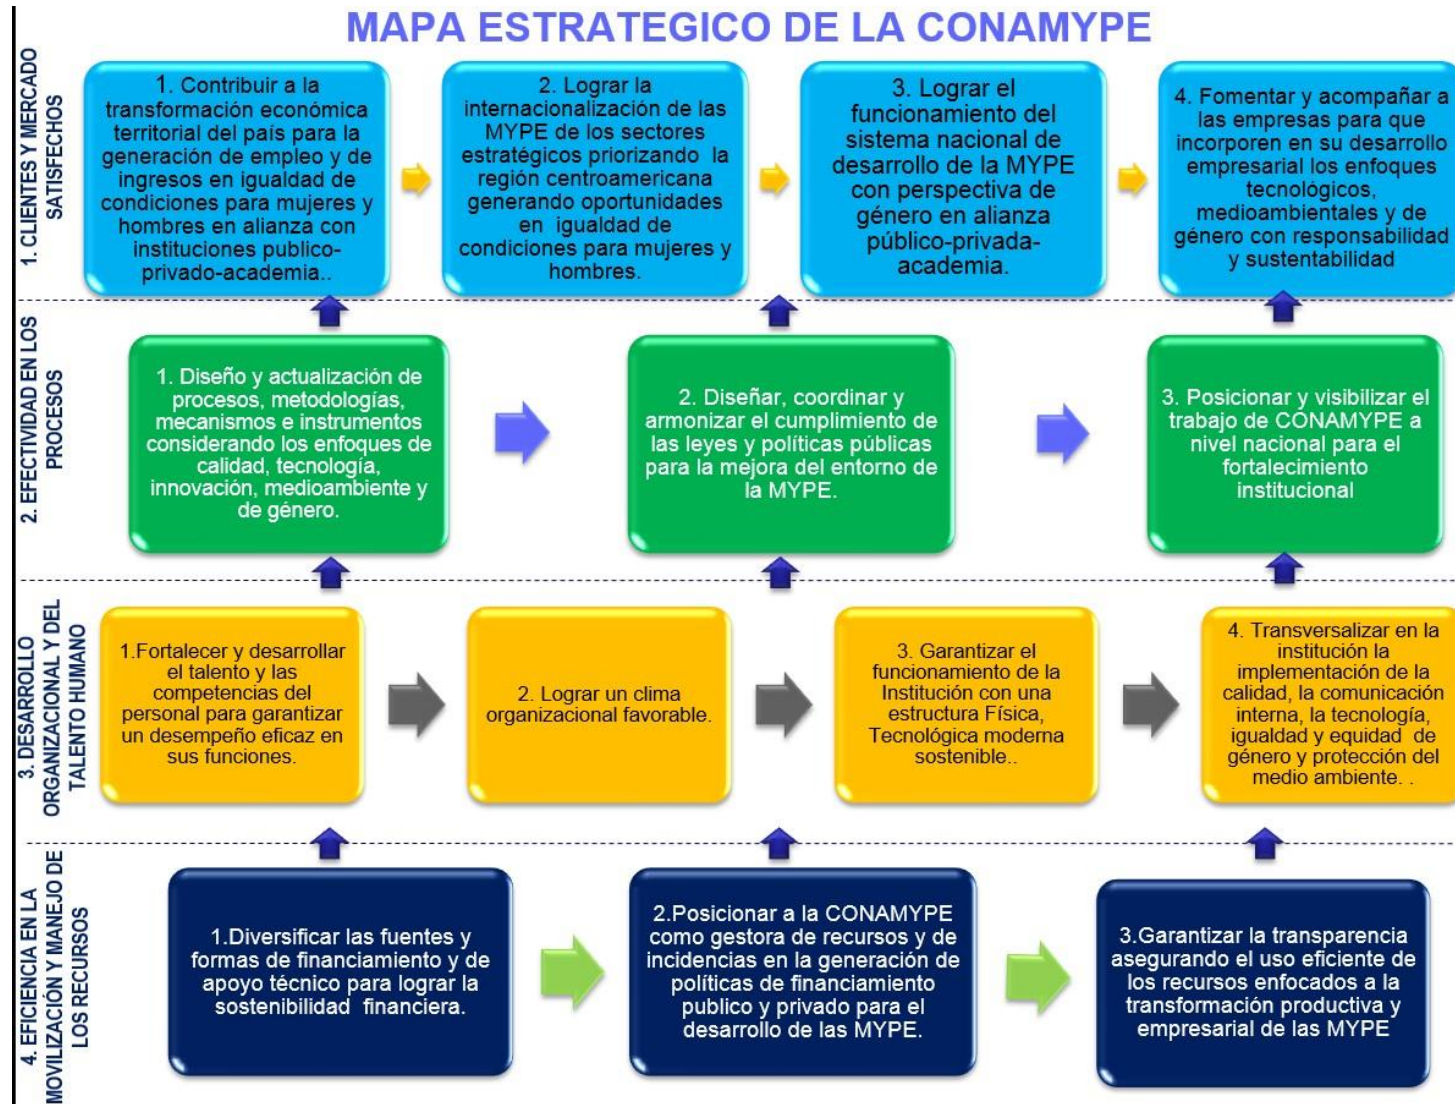 MAPA ESTRATEGICO DE LA CONAMYPE
1. CLIENTES Y MERCADO
SATISFECHOS
1. Contribuir a la
transformación económica
territorial del país para la
generación de empleo y de
ingresos en igualdad de
condiciones para mujeres y
hombres en alianza con
instituciones publico-
privado-academia..
2. Lograr la
internacionalización de las
MYPE de los sectores
estratégicos priorizando la
región centroamericana
generando oportunidades
en igualdad de
condiciones para mujeres y
hombres.
3. Lograr el
funcionamiento del
sistema nacional de
desarrollo de la MYPE
con perspectiva de
género en alianza
público-privada-
academia.
4. Fomentar y acompañar a
las empresas para que
incorporen en su desarrollo
empresarial los enfoques
tecnológicos,
medioambientales y de
género con responsabilidad
y sustentabilidad
2. EFECTIVIDAD EN LOS
PROCESOS
1. Diseño y actualización de
procesos, metodologías,
mecanismos e instrumentos
considerando los enfoques de
calidad, tecnología,
innovación, medioambiente y
de género.
2. Diseñar, coordinar y
armonizar el cumplimiento de
las leyes y políticas públicas
para la mejora del entorno de
la MYPE.
3. Posicionar y visibilizar el
trabajo de CONAMYPE a
nivel nacional para el
fortalecimiento
institucional
3. DESARROLLO
ORGANIZACIONAL Y DEL
TALENTO HUMANO
1.Fortalecer y desarrollar
el talento y las
competencias del
personal para garantizar
un desempeño eficaz en
sus funciones.
2. Lograr un clima
organizacional favorable.
3. Garantizar el
funcionamiento de la
Institución con una
estructura Física,
Tecnológica moderna
sostenible..
4. Transversalizar en la
institución la
implementación de la
calidad, la comunicación
interna, la tecnología,
igualdad y equidad de
género y protección del
medio ambiente. .
4. EFICIENCIA EN LA
MOVILIZACIÓN Y MANEJO DE
LOS RECURSOS
1.Diversificar las fuentes y
formas de financiamiento y de
apoyo técnico para lograr la
sostenibilidad financiera.
2.Posicionar a la CONAMYPE
como gestora de recursos y de
incidencias en la generación de
políticas de financiamiento
publico y privado para el
desarrollo de las MYPE.
3.Garantizar la transparencia
asegurando el uso eficiente de
los recursos enfocados a la
transformación productiva y
empresarial de las MYPE